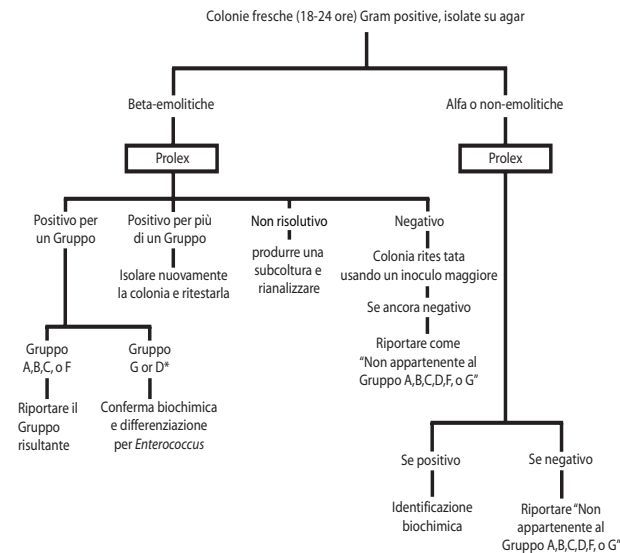 Colonie fresche (18-24 ore) Gram positive, isolate su agar
Beta-emolitiche
Alfa o non-emolitiche
Prolex
Prolex
Positivo per
un Gruppo
Positivo per più
di un Gruppo
Non risolutivo
Negativo
Isolare nuovamente
la colonia e ritestarla
produrre una
subcoltura e
rianalizzare
Colonia rites tata
usando un inoculo maggiore
Se ancora negativo
Riportare come
“Non appartenente al
Gruppo A,B,C,D,F, o G”
Gruppo
A,B,C, o F
Gruppo
G or D*
Riportare il
Gruppo
risultante
Conferma biochimica
e differenziazione
per Enterococcus
Se positivo
Se negativo
Identificazione
biochimica
Riportare “Non
appartenente al
Gruppo A,B,C,D,F, o G”